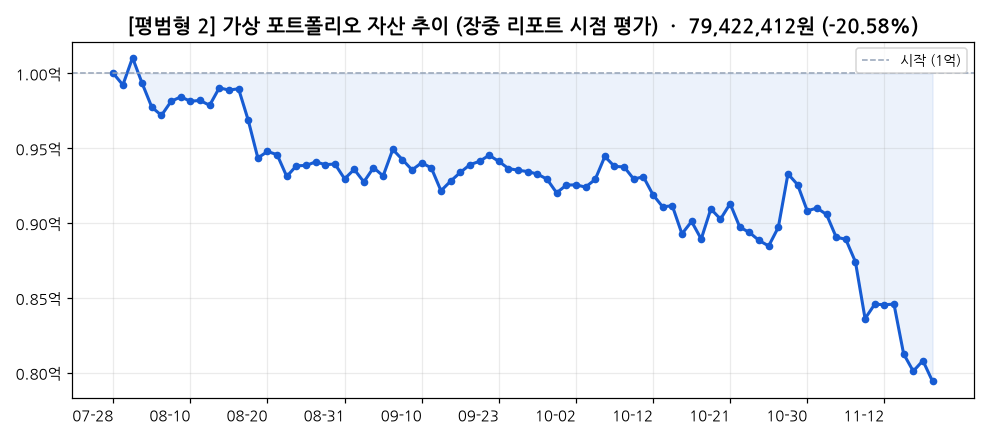 [평범형 2] 가상 포트폴리오 자산 추이 (장중 리포트 시점 평가) · 79,422,412원 (-20.58%)
시작 (1억)
1.00억
0.95억
0.90억
0.85억
0.80억
07-28 08-10 08-20 08-31 09-10 09-23 10-02 10-12 10-21 10-30 11-12